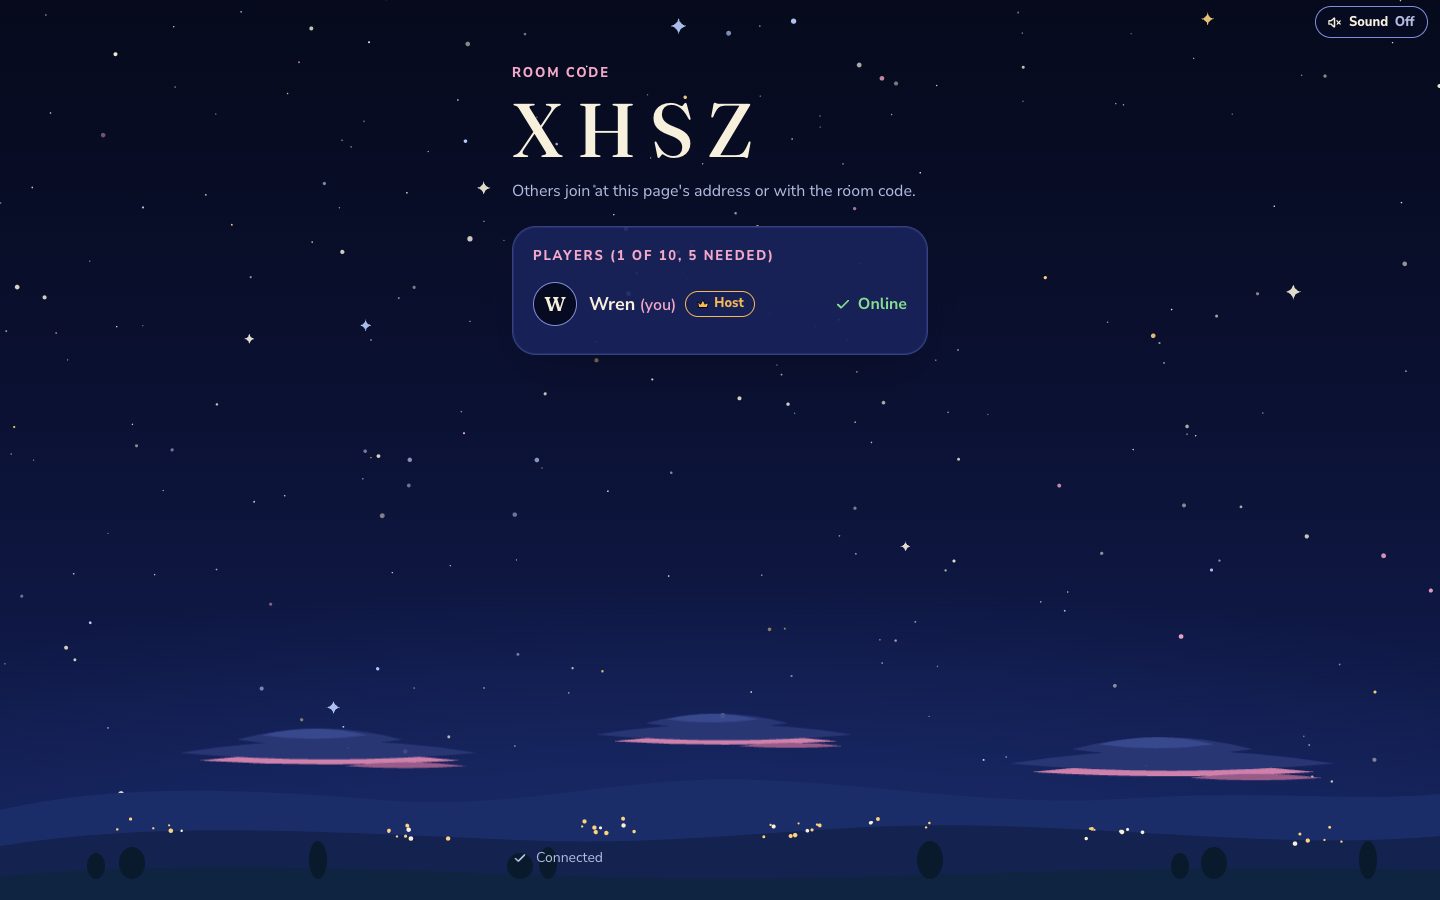 Sound Off
ROOM CODE
XHSZ
Others join at this page's address or with the room code.
PLAYERS (1 OF 10, 5 NEEDED)
W Wren (you) Host Online
Connected